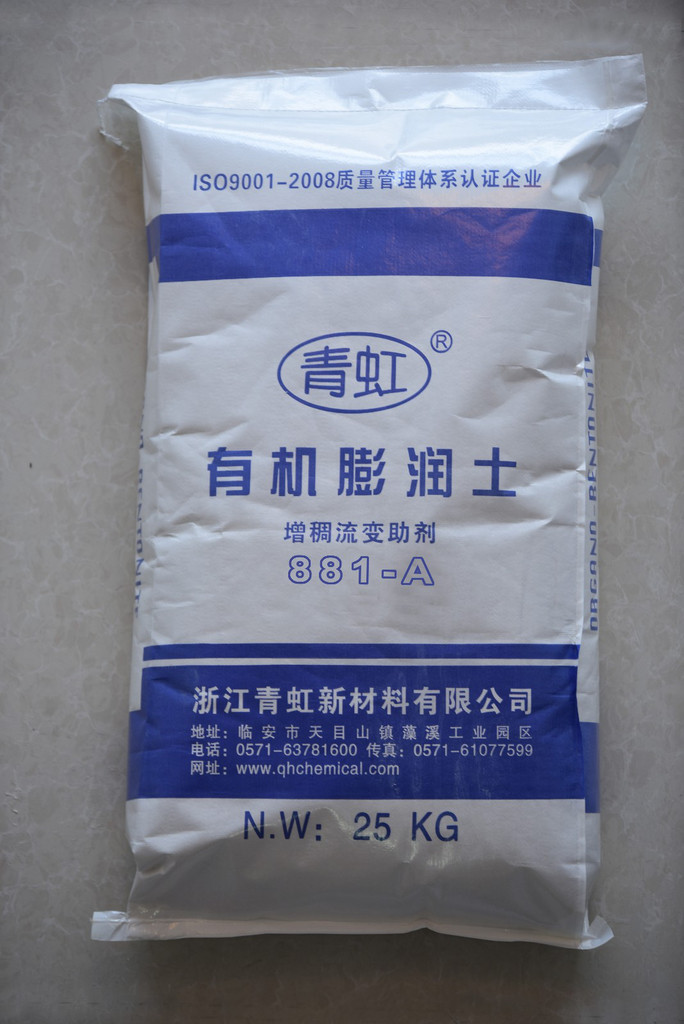 ISO9001-2008质量管理体系认证企业
青虹®
有机膨润土
增稠流变助剂
881-A
浙江青虹新材料有限公司
地址：临安市天目山镇藻溪工业园区
电话：0571-63781600 传真：0571-61077599
网址：www.qhchemical.com
N.W：25 KG
ORGANO-BENTONITE